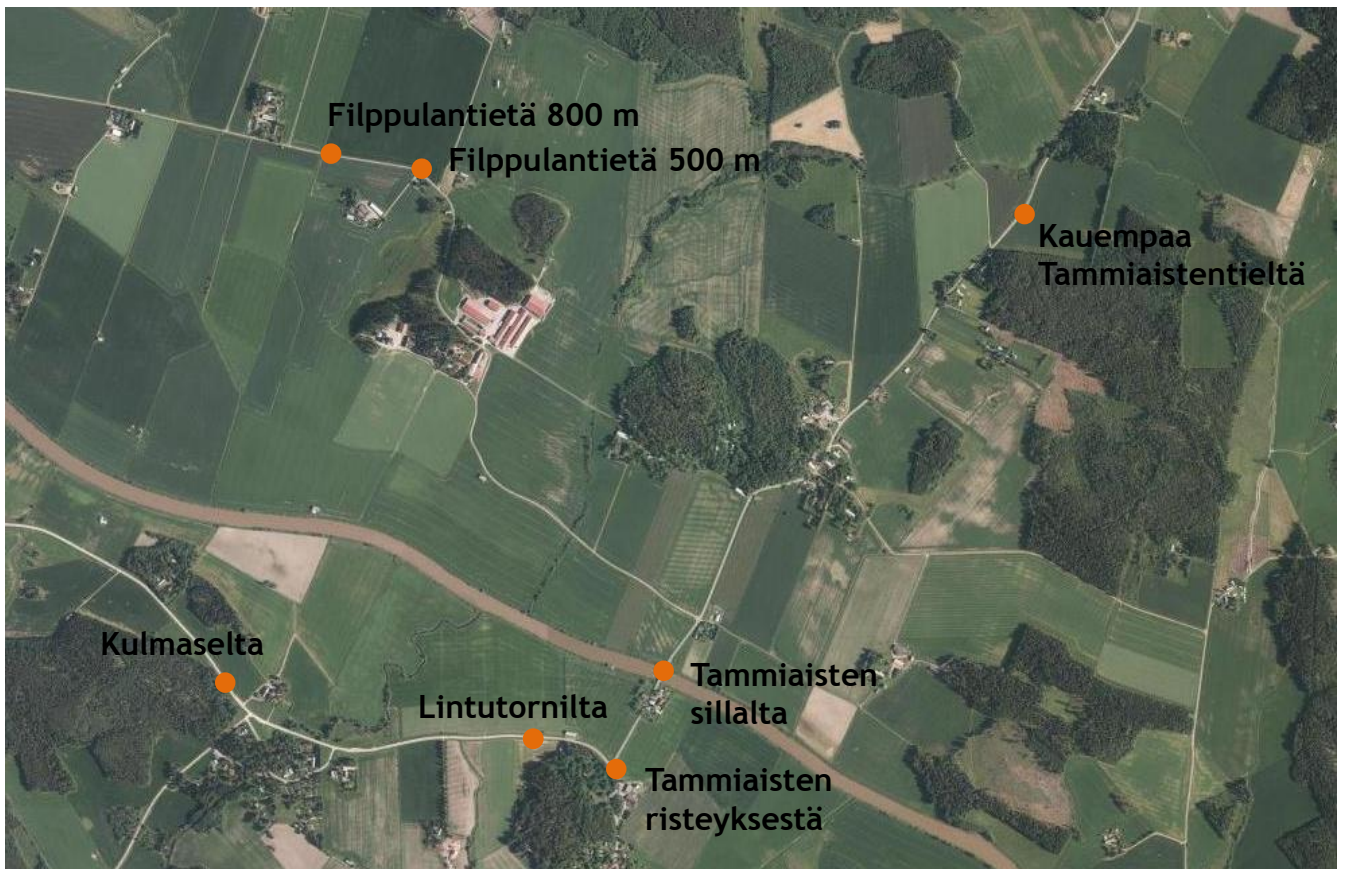 Filppulantietä 800 m
Filppulantietä 500 m
Kauempaa
Tammiaistentieltä
Kulmaselta
Tammiaisten
sillalta
Lintutornilta
Tammiaisten
risteyksestä